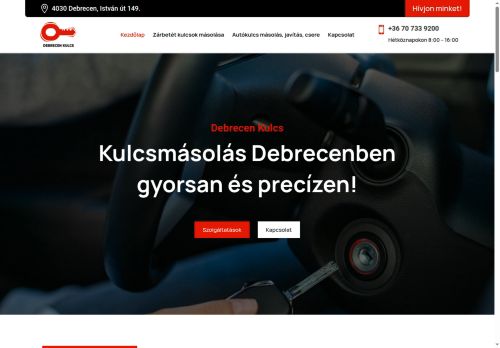 4030 Debrecen, István út 149.
Hívjon minket!
DEBRECEN KULCS
Kezdőlap
Zárbetét kulcsok másolása
Autókulcs másolás, javítás, csere
Kapcsolat
+36 70 733 9200
Hétköznapokon 8:00 - 16:00
Debrecen Kulcs
Kulcsmásolás Debrecenben
gyorsan és precízen!
Szolgáltatások
Kapcsolat